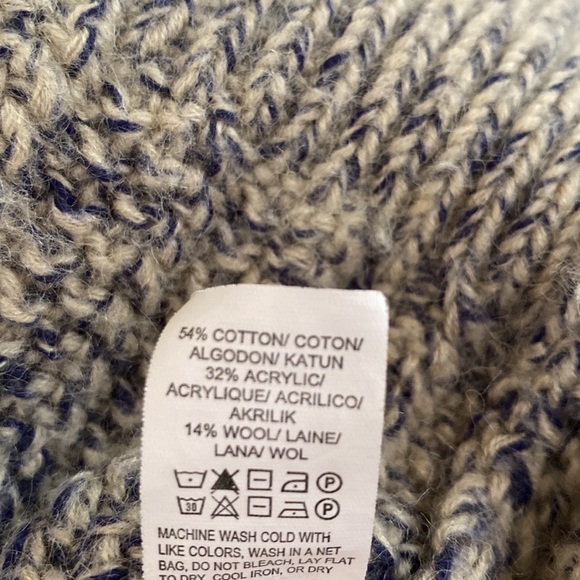 54% COTTON/ COTON/
ALGODON/ KATUN
32% ACRYLIC/
ACRYLIQUE/ ACRILICO/
AKRILIK
14% WOOL/ LAINE/
LANA/ WOL
P
30 P
MACHINE WASH COLD WITH
LIKE COLORS, WASH IN A NET
BAG, DO NOT BLEACH, LAY FLAT
TO DRY, COOL IRON, OR DRY